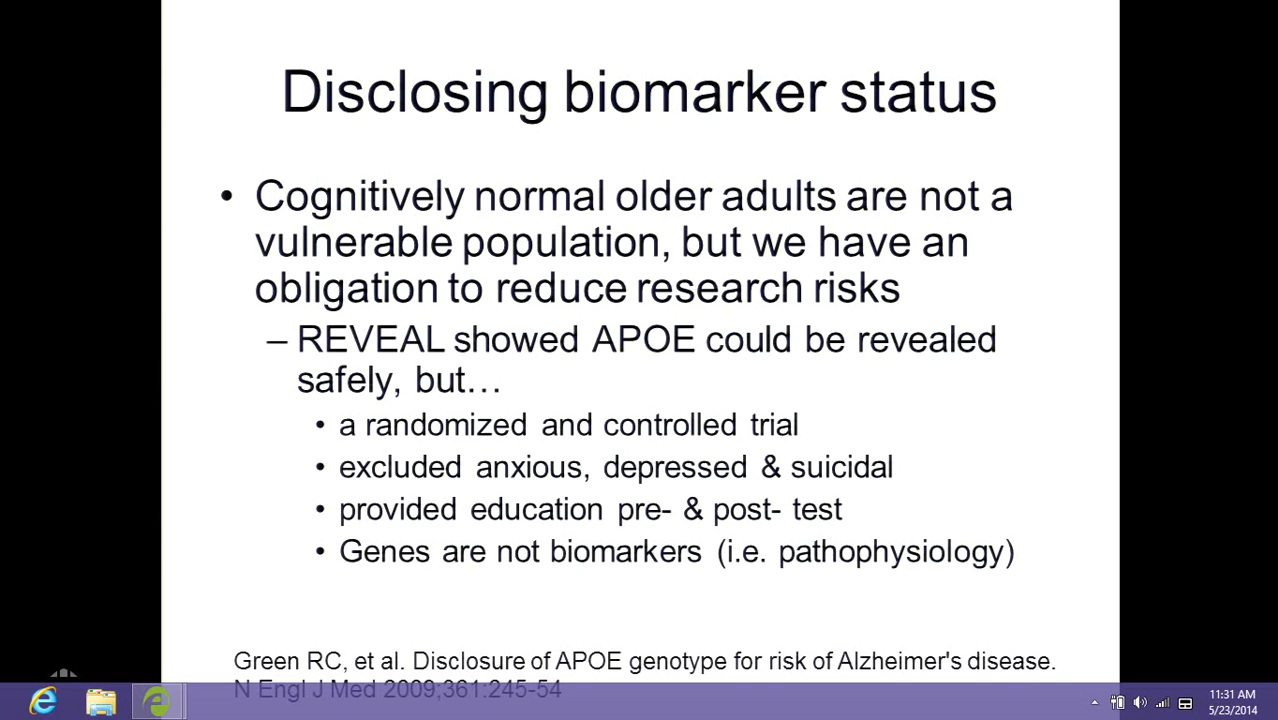 Disclosing biomarker status
• Cognitively normal older adults are not a
vulnerable population, but we have an
obligation to reduce research risks
– REVEAL showed APOE could be revealed
safely, but…
• a randomized and controlled trial
• excluded anxious, depressed & suicidal
• provided education pre- & post- test
• Genes are not biomarkers (i.e. pathophysiology)
Green RC, et al. Disclosure of APOE genotype for risk of Alzheimer's disease.
N Engl J Med 2009;361:245-54
11:31 AM
5/23/2014